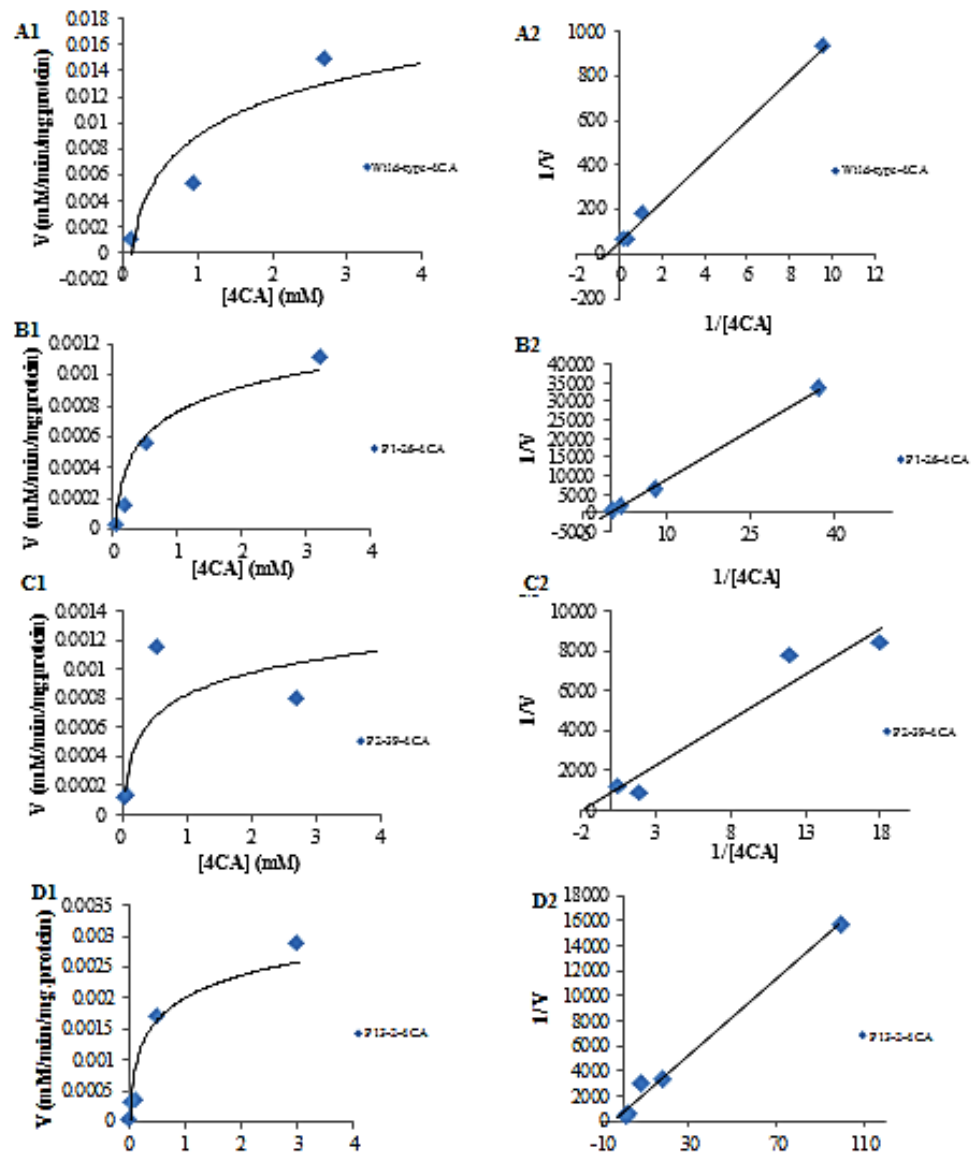 A1
V (mM/min/mg.protein)
0.018
0.016
0.014
0.012
0.01
0.008
0.006
0.004
0.002
0
-0.002
0 1 2 3 4
[4CA] (mM)
Wild-type-4CA
A2
1/V
1000
800
600
400
200
0
-200
-2 0 2 4 6 8 10 12
1/[4CA]
Wild-type-4CA
B1
V (mM/min/mg.protein)
0.0012
0.001
0.0008
0.0006
0.0004
0.0002
0
0 1 2 3 4
[4CA] (mM)
B2
1/V
40000
35000
30000
25000
20000
15000
10000
5000
0
-5000
10 25 40
1/[4CA]
C1
V (mM/min/mg.protein)
0.0014
0.0012
0.001
0.0008
0.0006
0.0004
0.0002
0
0 1 2 3 4
[4CA] (mM)
C2
1/V
10000
8000
6000
4000
2000
0
-2 3 8 13 18
1/[4CA]
D1
V (mM/min/mg.protein)
0.0035
0.003
0.0025
0.002
0.0015
0.001
0.0005
0
0 1 2 3 4
D2
1/V
18000
16000
14000
12000
10000
8000
6000
4000
2000
0
-10 30 70 110